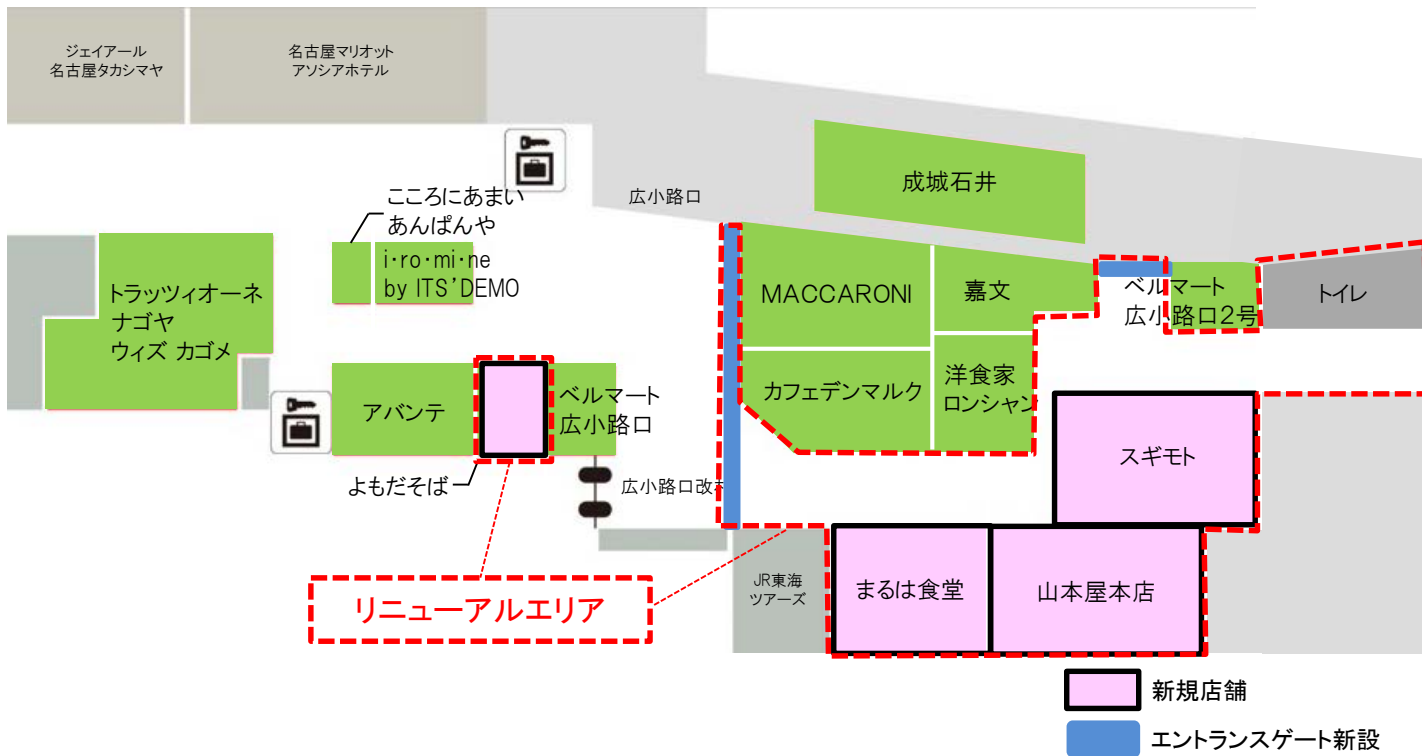 ジェイアール
名古屋タカシマヤ
名古屋マリオット
アソシアホテル
こころにあまい
あんぱんや
広小路口
成城石井
i・ro・mi・ne
by ITS'DEMO
トラッツィオーネ
ナゴヤ
ウィズ カゴメ
MACCARONI
嘉文
ベルマート
広小路口2号
トイレ
アバンテ
ベルマート
広小路口
カフェデンマルク
洋食家
ロンシャン
スギモト
よもだそば
広小路口改
リニューアルエリア
JR東海
ツアーズ
まるは食堂
山本屋本店
新規店舗
エントランスゲート新設